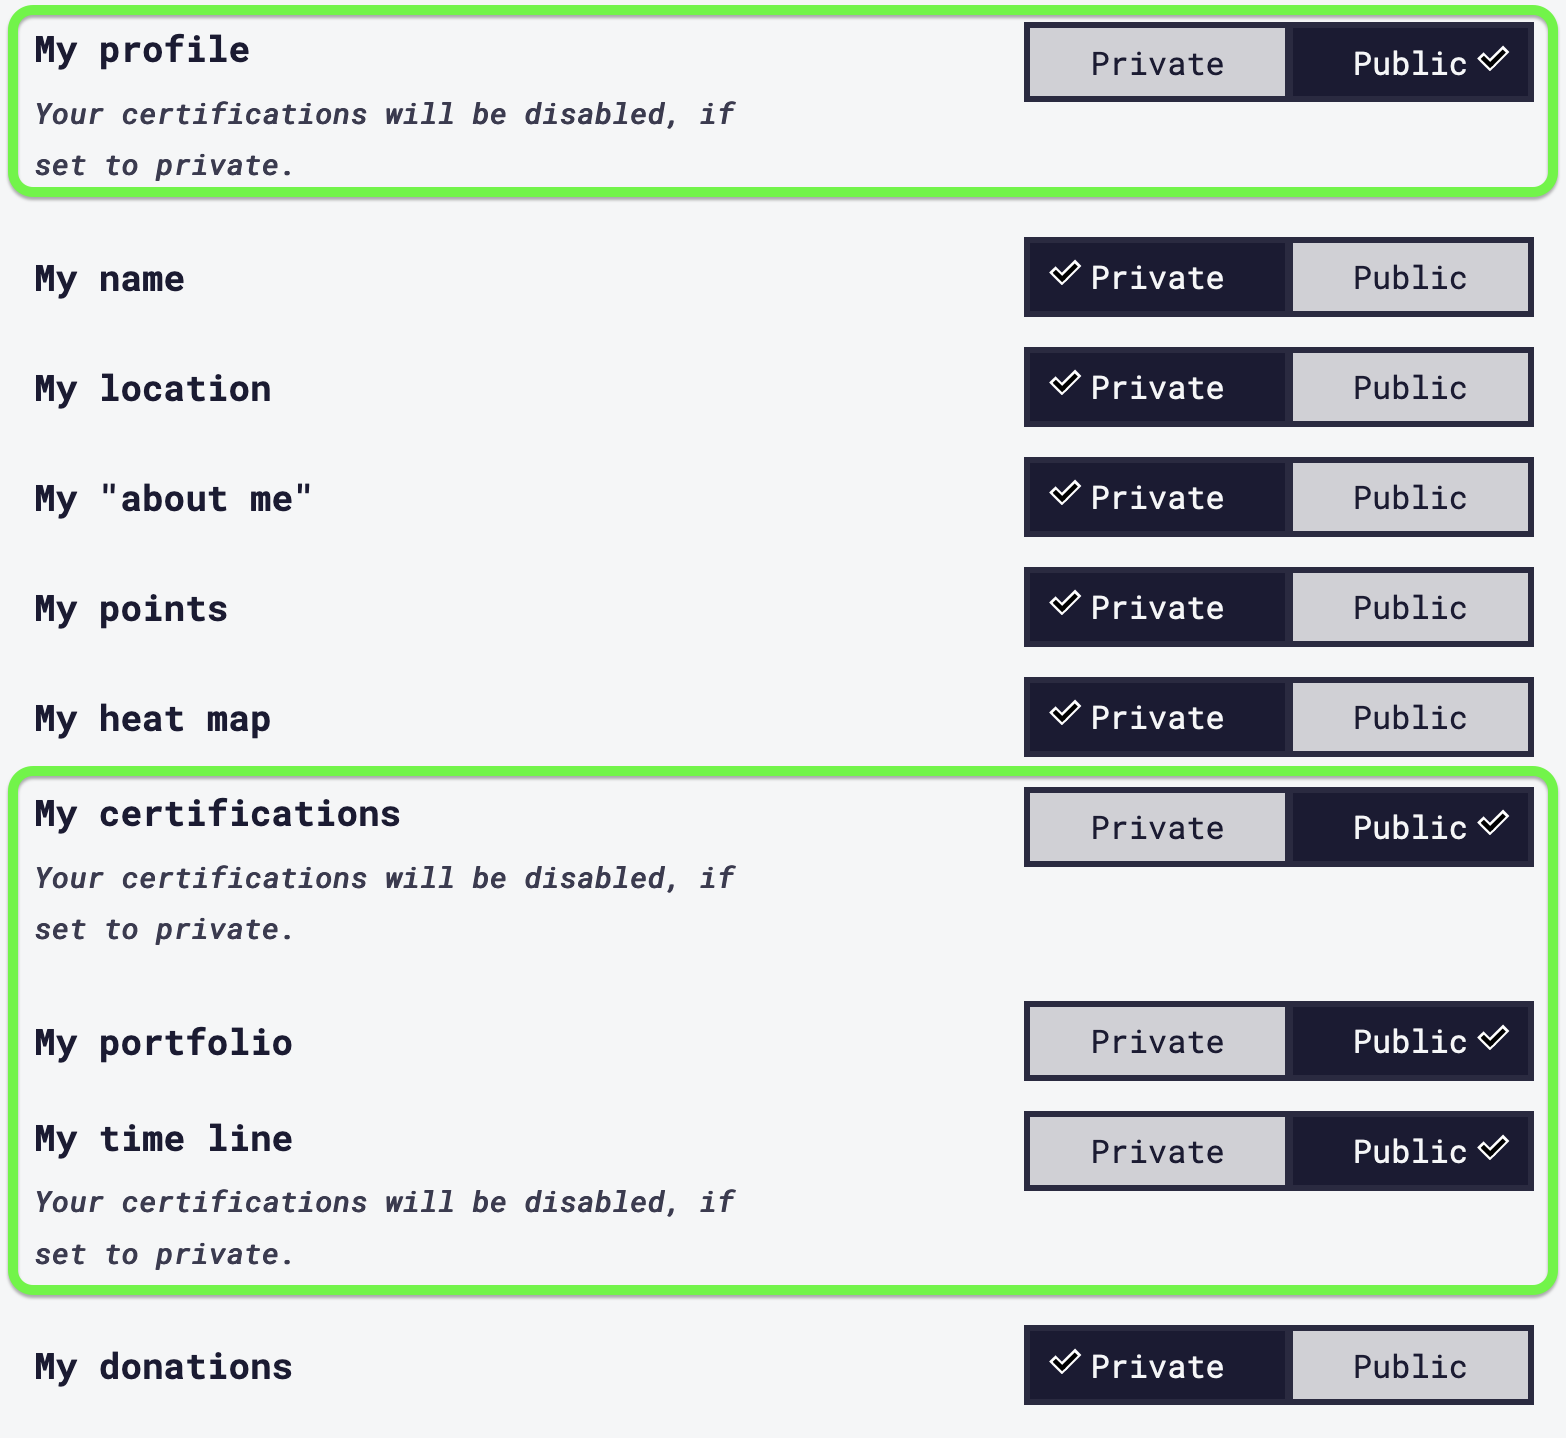 My profile
Private Public
Your certifications will be disabled, if
set to private.
My name
Private Public
My location
Private Public
My "about me"
Private Public
My points
Private Public
My heat map
Private Public
My certifications
Private Public
Your certifications will be disabled, if
set to private.
My portfolio
Private Public
My time line
Private Public
Your certifications will be disabled, if
set to private.
My donations
Private Public